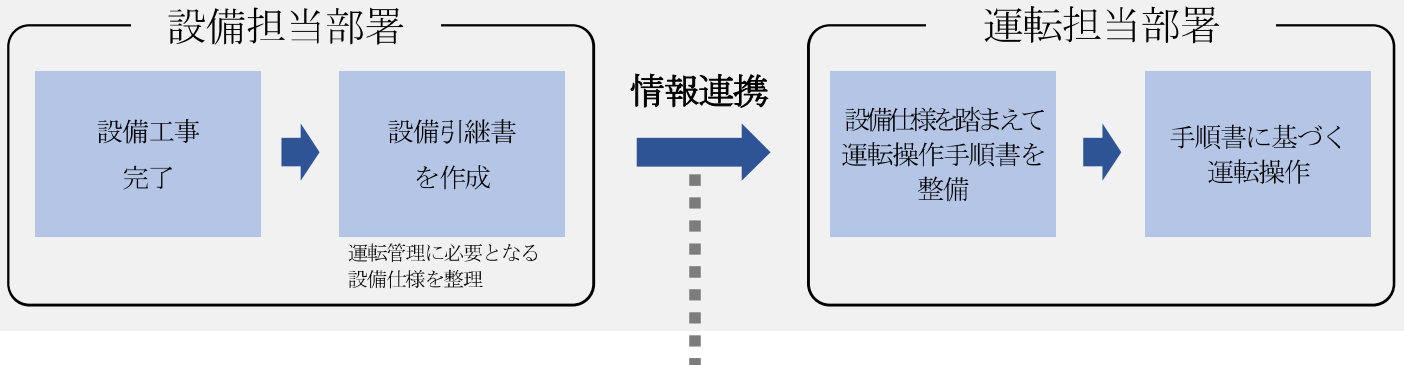 設備担当部署
設備工事
完了
設備引継書
を作成
運転管理に必要となる
設備仕様を整理
情報連携
運転担当部署
設備仕様を踏まえて
運転操作手順書を
整備
手順書に基づく
運転操作